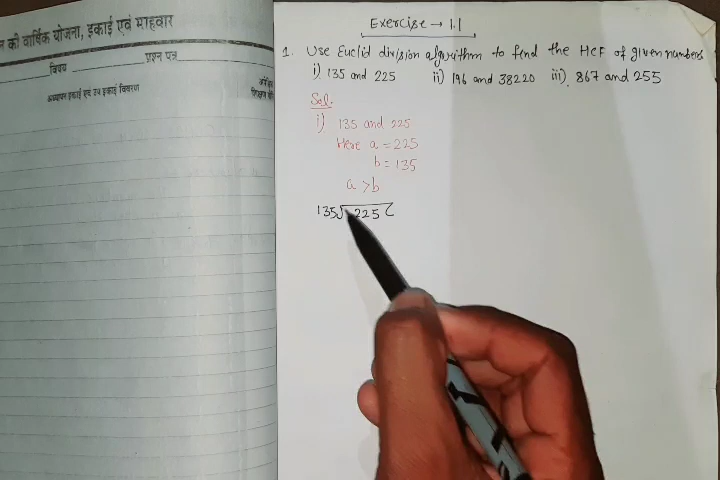 की वार्षिक योजना, इकाई एवं माहवार
विषय
प्रश्न पत्र
Exercise → 1.1
1. Use Euclid division algorithm to find the HCF of given numbers
i) 135 and 225 ii) 196 and 38220 iii). 867 and 255
Sol.
i) 135 and 225
Here a = 225
b = 135
a > b
135 225